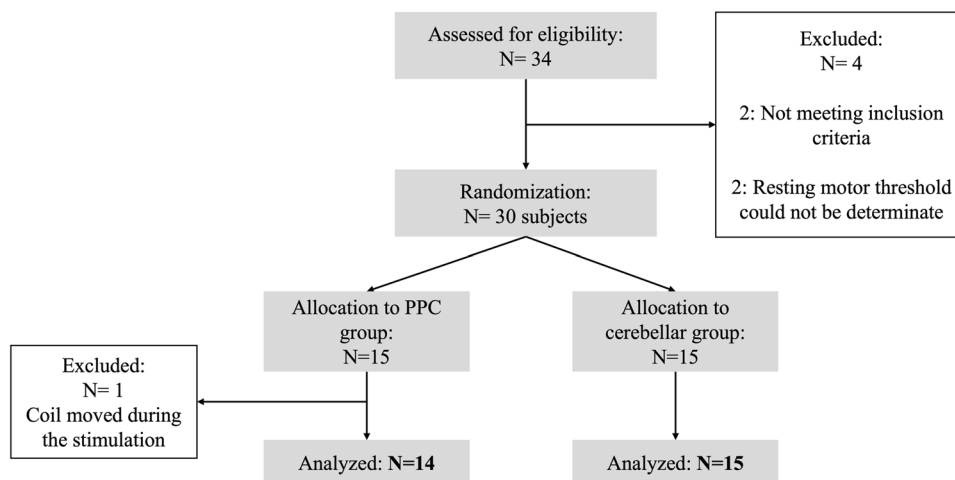 Assessed for eligibility:
N= 34
Excluded:
N= 4
2: Not meeting inclusion
criteria
2: Resting motor threshold
could not be determinate
Randomization:
N= 30 subjects
Allocation to PPC
group:
N=15
Allocation to
cerebellar group:
N=15
Excluded:
N= 1
Coil moved during
the stimulation
Analyzed: N=14
Analyzed: N=15